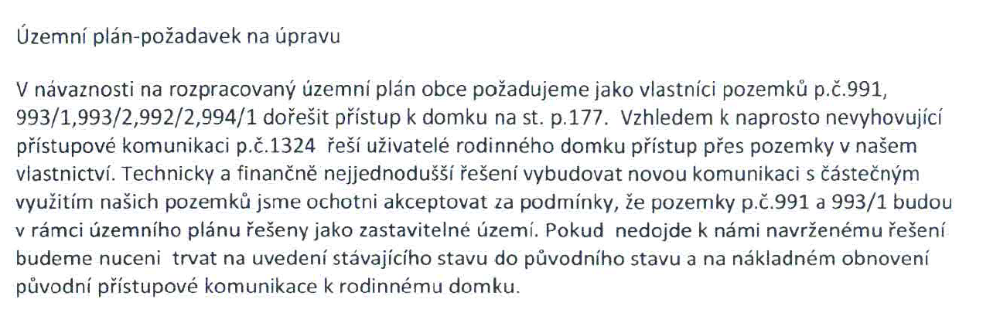 Územní plán-požadavek na úpravu
V návaznosti na rozpracovaný územní plán obce požadujeme jako vlastníci pozemků p.č.991,
993/1,993/2,992/2,994/1 dořešit přístup k domku na st. p.177.  Vzhledem k naprosto nevyhovující
přístupové komunikaci p.č.1324  řeší uživatelé rodinného domku přístup přes pozemky v našem
vlastnictví. Technicky a finančně nejjednodušší řešení vybudovat novou komunikaci s částečným
využitím našich pozemků jsme ochotni akceptovat za podmínky, že pozemky p.č.991 a 993/1 budou
v rámci územního plánu řešeny jako zastavitelné území. Pokud  nedojde k námi navrženému řešení
budeme nuceni  trvat na uvedení stávajícího stavu do původního stavu a na nákladném obnovení
původní přístupové komunikace k rodinnému domku.